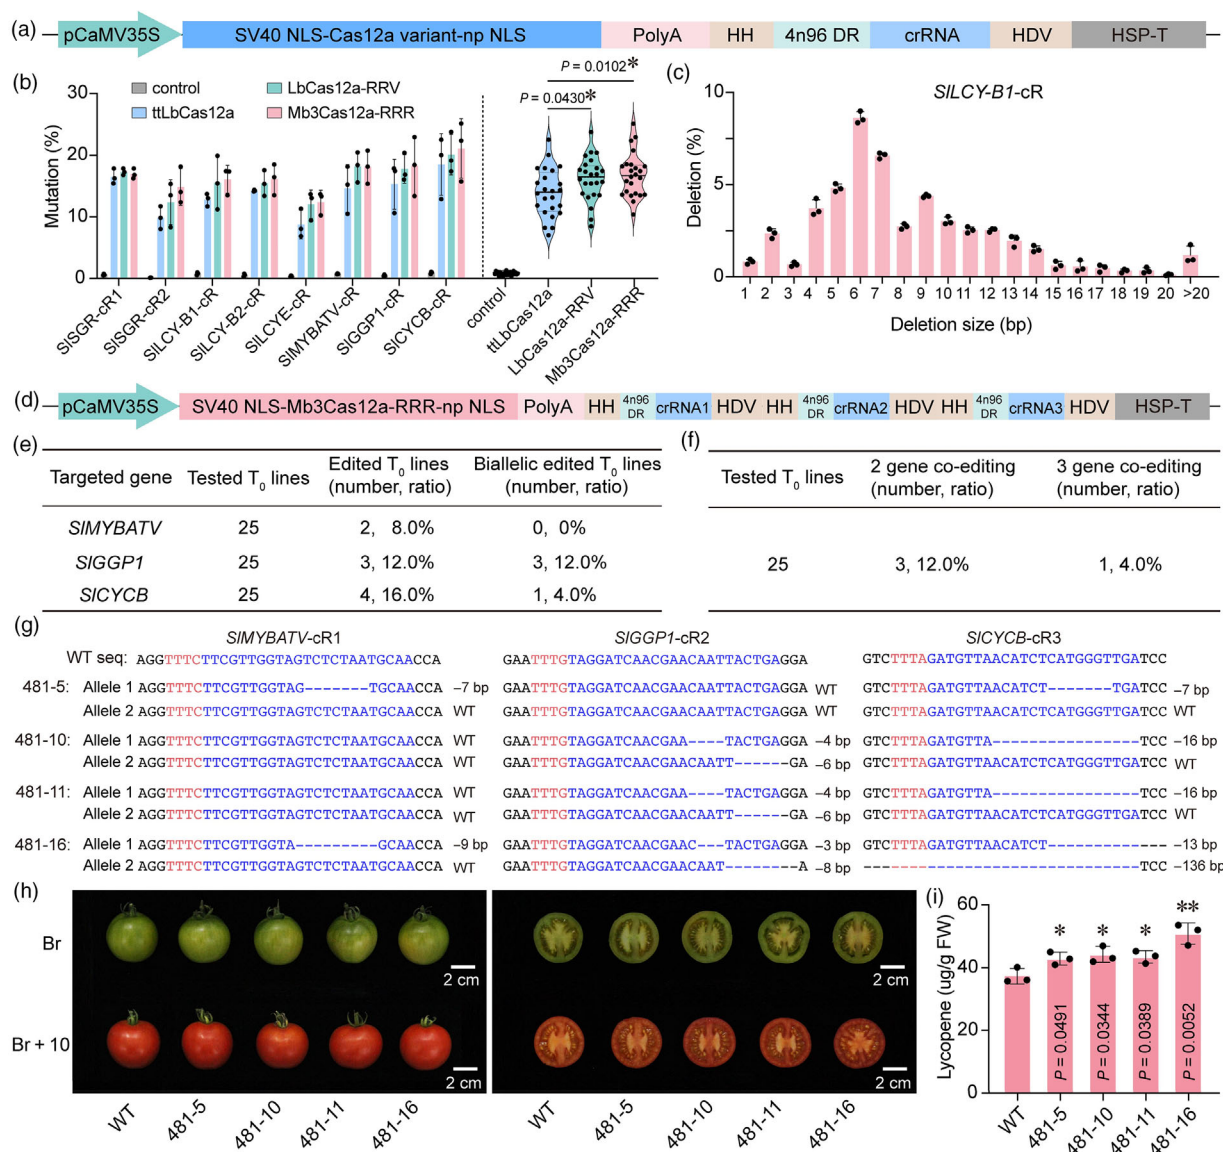 (a)
pCaMV35S SV40 NLS-Cas12a variant-np NLS PolyA HH 4n96 DR crRNA HDV HSP-T
(b)
Mutation (%)
30
20
10
0
control
ttLbCas12a
LbCas12a-RRV
Mb3Cas12a-RRR
P = 0.0102 *
P = 0.0430 *
SlSGR-cR1
SlSGR-cR2
SlLCY-B1-cR
SlLCY-B2-cR
SlLCYE-cR
SlMYBATV-cR
SlGGP1-cR
SlCYCB-cR
control
ttLbCas12a
LbCas12a-RRV
Mb3Cas12a-RRR
(c)
SlLCY-B1-cR
Deletion (%)
10
5
0
1 2 3 4 5 6 7 8 9 10 11 12 13 14 15 16 17 18 19 20 >20
Deletion size (bp)
(d)
pCaMV35S SV40 NLS-Mb3Cas12a-RRR-np NLS PolyA HH 4n96 DR crRNA1 HDV HH 4n96 DR crRNA2 HDV HH 4n96 DR crRNA3 HDV HSP-T
(e)
Targeted gene Tested T0 lines Edited T0 lines (number, ratio) Biallelic edited T0 lines (number, ratio)
SlMYBATV 25 2, 8.0% 0, 0%
SlGGP1 25 3, 12.0% 3, 12.0%
SlCYCB 25 4, 16.0% 1, 4.0%
(f)
Tested T0 lines 2 gene co-editing (number, ratio) 3 gene co-editing (number, ratio)
25 3, 12.0% 1, 4.0%
(g)
SlMYBATV-cR1 SlGGP1-cR2 SlCYCB-cR3
WT seq: AGGTTTCTTCGTTGGTAGTCTCTAATGCAACCA GAATTTGTAGGATCAACGAACAATTACTGAGGA GTCTTTAGATGTTAACATCTCATGGGTTGATCC
481-5: Allele 1 AGGTTTCTTCGTTGGTAG-------TGCAACCA −7 bp GAATTTGTAGGATCAACGAACAATTACTGAGGA WT GTCTTTAGATGTTAACATCT-------TGATCC −7 bp
Allele 2 AGGTTTCTTCGTTGGTAGTCTCTAATGCAACCA WT GAATTTGTAGGATCAACGAACAATTACTGAGGA WT GTCTTTAGATGTTAACATCTCATGGGTTGATCC WT
481-10: Allele 1 AGGTTTCTTCGTTGGTAGTCTCTAATGCAACCA WT GAATTTGTAGGATCAACGAA----TACTGAGGA −4 bp GTCTTTAGATGTTA----------------TCC −16 bp
Allele 2 AGGTTTCTTCGTTGGTAGTCTCTAATGCAACCA WT GAATTTGTAGGATCAACGAACAATT------GA −6 bp GTCTTTAGATGTTAACATCTCATGGGTTGATCC WT
481-11: Allele 1 AGGTTTCTTCGTTGGTAGTCTCTAATGCAACCA WT GAATTTGTAGGATCAACGAA----TACTGAGGA −4 bp GTCTTTAGATGTTA----------------TCC −16 bp
Allele 2 AGGTTTCTTCGTTGGTAGTCTCTAATGCAACCA WT GAATTTGTAGGATCAACGAACAATT------GA −6 bp GTCTTTAGATGTTAACATCTCATGGGTTGATCC WT
481-16: Allele 1 AGGTTTCTTCGTTGGTA---------GCAACCA −9 bp GAATTTGTAGGATCAACGAAC---TACTGAGGA −3 bp GTCTTTAGATGTTAACATCT------------- −13 bp
Allele 2 AGGTTTCTTCGTTGGTAGTCTCTAATGCAACCA WT GAATTTGTAGGATCAACGAACAAT--------A −8 bp ------------------------------TCC −136 bp
(h)
Br
2 cm
2 cm
Br + 10
2 cm
2 cm
WT 481-5 481-10 481-11 481-16 WT 481-5 481-10 481-11 481-16
(i)
Lycopene (ug/g FW)
60
40
20
0
* * * **
P = 0.0491
P = 0.0344
P = 0.0389
P = 0.0052
WT 481-5 481-10 481-11 481-16